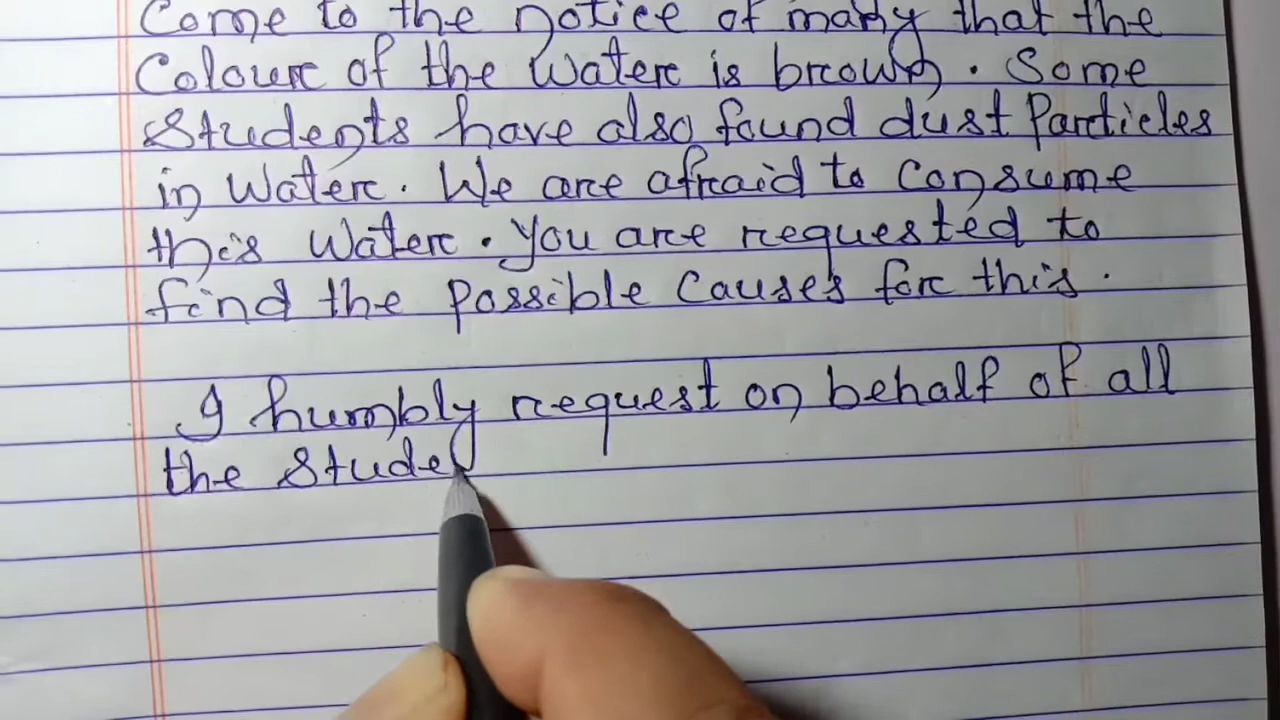 Come to the notice of many that the
Colour of the Water is brown. Some
Students have also found dust Particles
in Water. We are afraid to Consume
this Water. You are requested to
find the Possible Causes for this.
I humbly request on behalf of all
the Stude